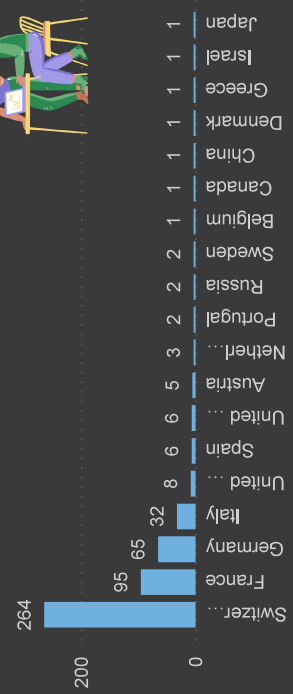 200
0
264
95
65
32
8
6
6
5
3
2
2
2
1
1
1
1
1
1
1
Switzer...
France
Germany
Italy
United ...
Spain
United ...
Austria
Netherl...
Portugal
Russia
Sweden
Belgium
Canada
China
Denmark
Greece
Israel
Japan